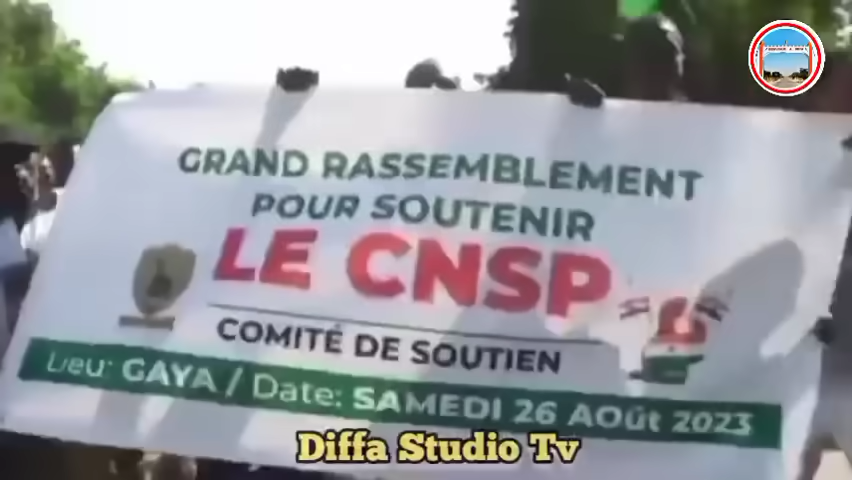 GRAND RASSEMBLEMENT
POUR SOUTENIR
LE CNSP
COMITÉ DE SOUTIEN
Lieu: GAYA / Date: SAMEDI 26 AOût 2023
Diffa Studio Tv